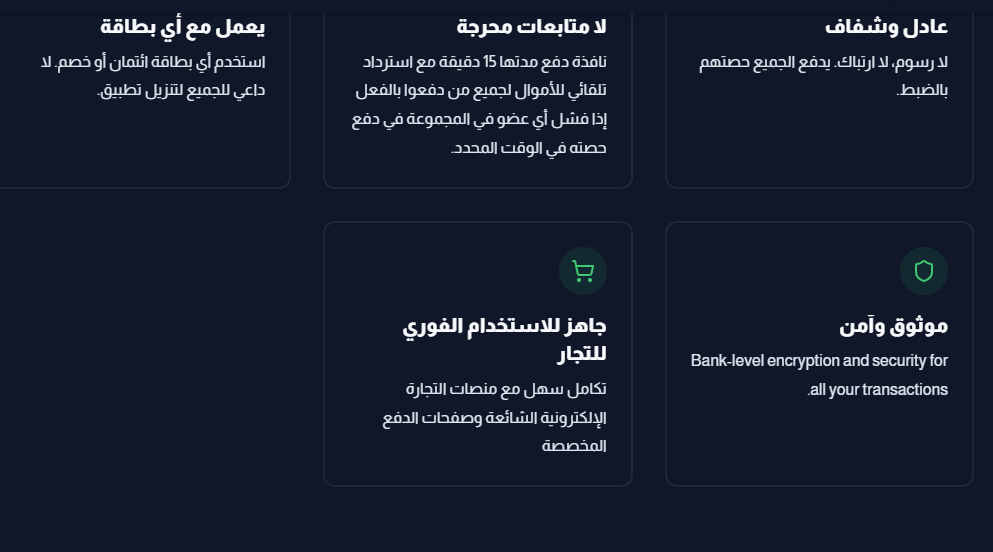 عادل وشفاف
لا رسوم، لا ارتباك. يدفع الجميع حصتهم
بالضبط.
لا متابعات محرجة
نافذة دفع مدتها 15 دقيقة مع استرداد
تلقائي للأموال لجميع من دفعوا بالفعل
إذا فشل أي عضو في المجموعة في دفع
حصته في الوقت المحدد.
يعمل مع أي بطاقة
استخدم أي بطاقة ائتمان أو خصم. لا
داعي للجميع لتنزيل تطبيق.
موثوق وآمن
Bank-level encryption and security for
all your transactions.
جاهز للاستخدام الفوري
للتجار
تكامل سهل مع منصات التجارة
الإلكترونية الشائعة وصفحات الدفع
المخصصة